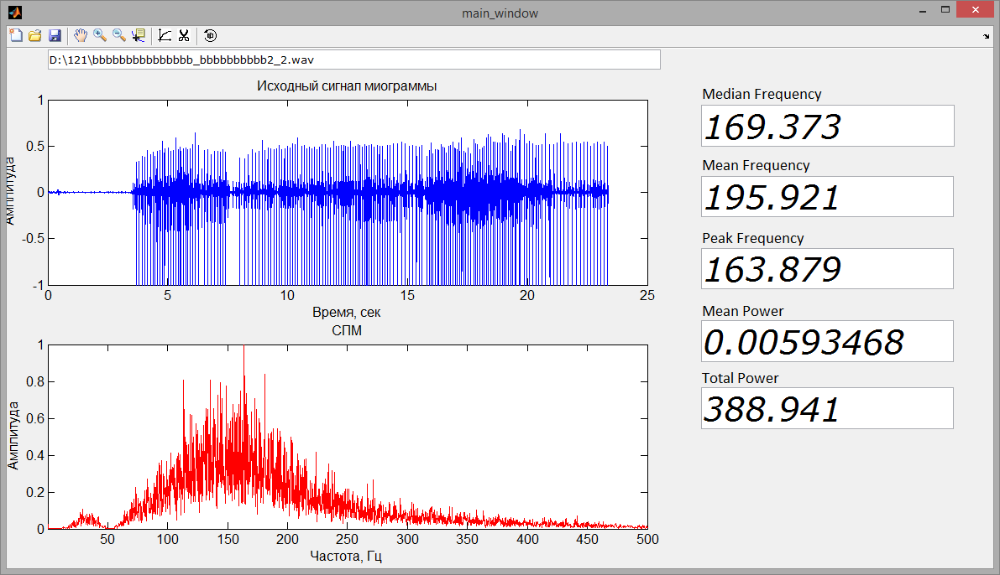 main_window
D:\121\bbbbbbbbbbbbbbb_bbbbbbbbbb2_2.wav
Исходный сигнал миограммы
1
0.5
0
-0.5
-1
Амплитуда
0 5 10 15 20 25
Время, сек
СПМ
1
0.8
0.6
0.4
0.2
0
Амплитуда
50 100 150 200 250 300 350 400 450 500
Частота, Гц
Median Frequency
169.373
Mean Frequency
195.921
Peak Frequency
163.879
Mean Power
0.00593468
Total Power
388.941